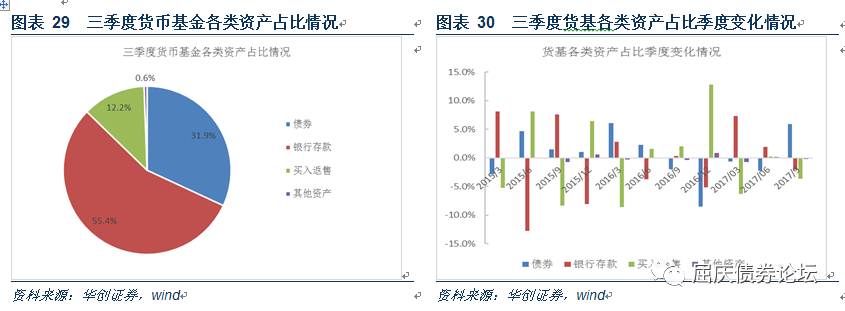 图表 29 三季度货币基金各类资产占比情况
三季度货币基金各类资产占比情况
0.6%
12.2%
31.9%
55.4%
债券
银行存款
买入返售
其他资产
资料来源：华创证券，wind
图表 30 三季度货基各类资产占比季度变化情况
货基各类资产占比季度变化情况
15.0%
10.0%
5.0%
0.0%
-5.0%
-10.0%
-15.0%
2015/3 2015/6 2015/9 2015/12 2016/3 2016/6 2016/9 2016/12 2017/03 2017/06 2017/9
债券 银行存款 买入返售 其他资产
屈庆债券论坛
资料来源：华创证券，wind